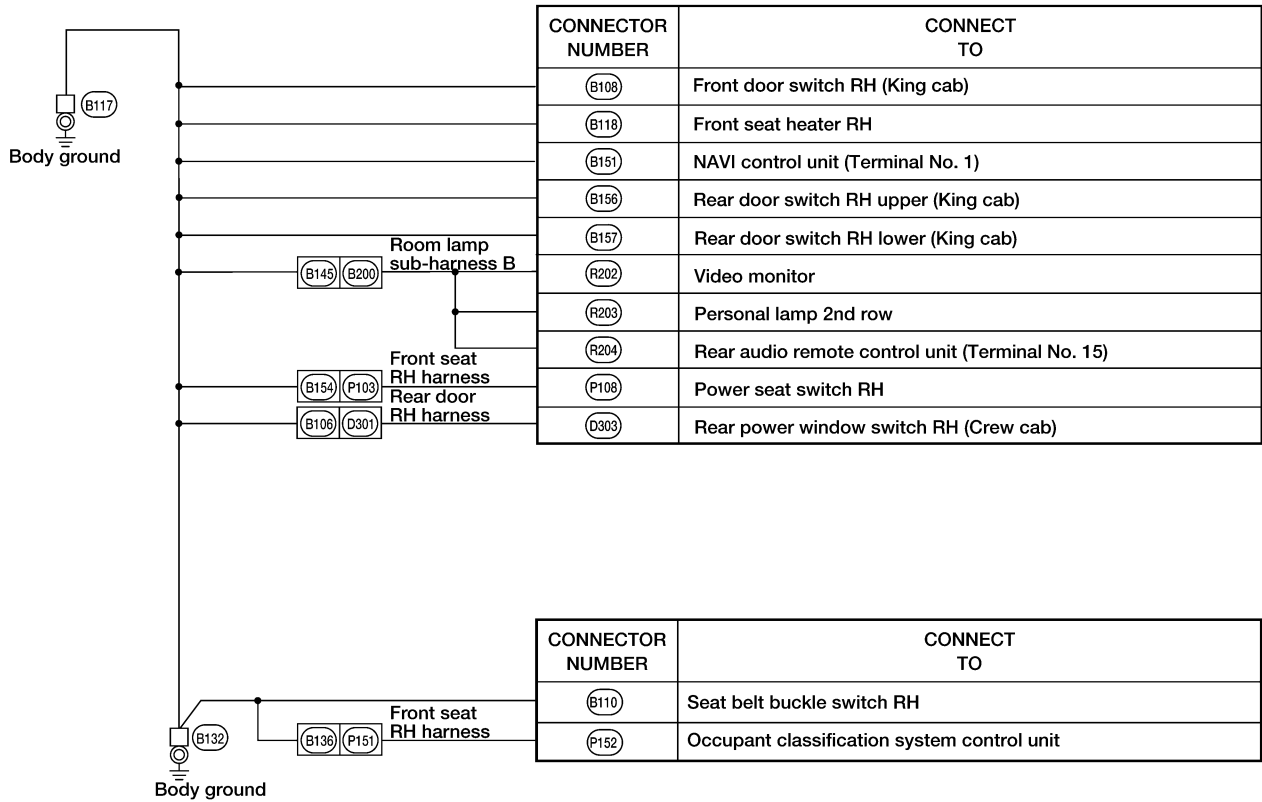 CONNECTOR
NUMBER
CONNECT
TO
B108
Front door switch RH (King cab)
B117
Body ground
B118
Front seat heater RH
B151
NAVI control unit (Terminal No. 1)
B156
Rear door switch RH upper (King cab)
B157
Rear door switch RH lower (King cab)
Room lamp
sub-harness B
B145
B200
R202
Video monitor
R203
Personal lamp 2nd row
R204
Rear audio remote control unit (Terminal No. 15)
Front seat
RH harness
B154
P103
P108
Power seat switch RH
Rear door
RH harness
B106
D301
D303
Rear power window switch RH (Crew cab)
CONNECTOR
NUMBER
CONNECT
TO
B110
Seat belt buckle switch RH
Front seat
RH harness
B132
B136
P151
P152
Occupant classification system control unit
Body ground